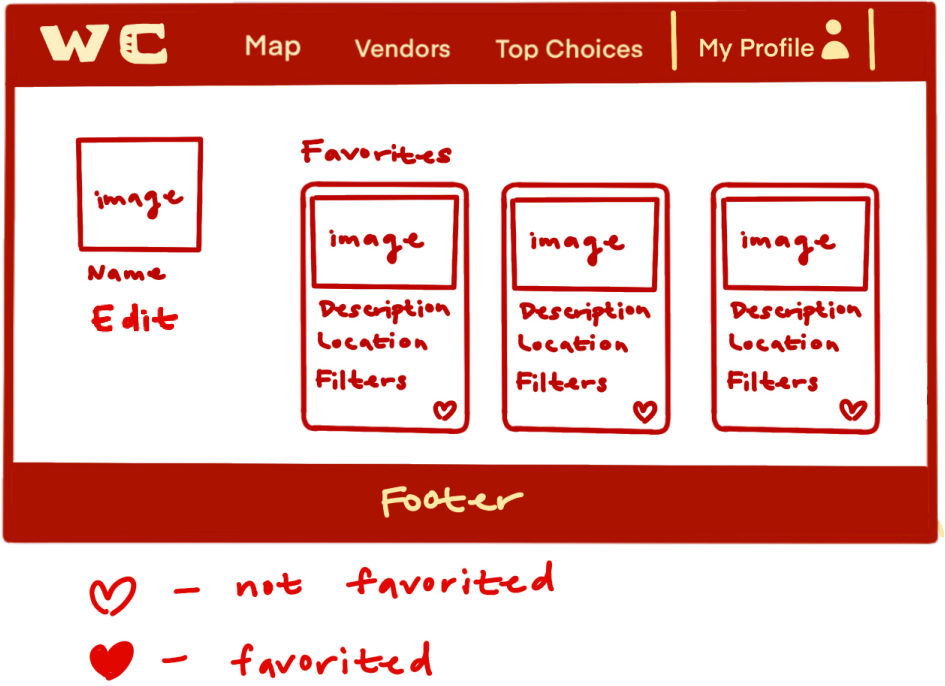 WC Map Vendors Top Choices My Profile
image
Name
Edit
Favorites
image
Description
Location
Filters
image
Description
Location
Filters
image
Description
Location
Filters
Footer
- not favorited
- favorited